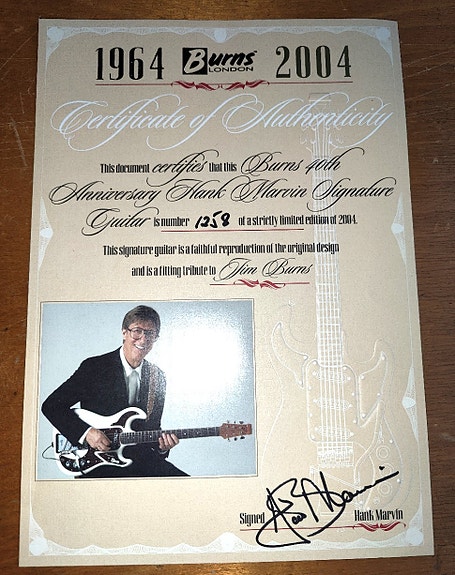 1964 Burns LONDON 2004
Certificate of Authenticity
This document certifies that this Burns 40th
Anniversary Hank Marvin Signature
Guitar is number 1258 of a strictly limited edition of 2004.
This signature guitar is a faithful reproduction of the original design
and is a fitting tribute to Jim Burns
Signed Hank Marvin